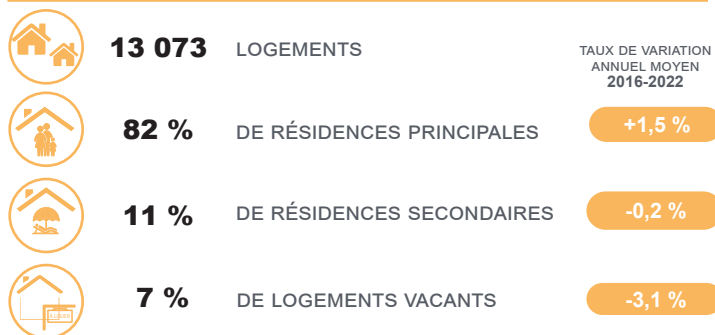 13 073 LOGEMENTS
TAUX DE VARIATION
ANNUEL MOYEN
2016-2022
82 % DE RÉSIDENCES PRINCIPALES +1,5 %
11 % DE RÉSIDENCES SECONDAIRES -0,2 %
7 % DE LOGEMENTS VACANTS -3,1 %